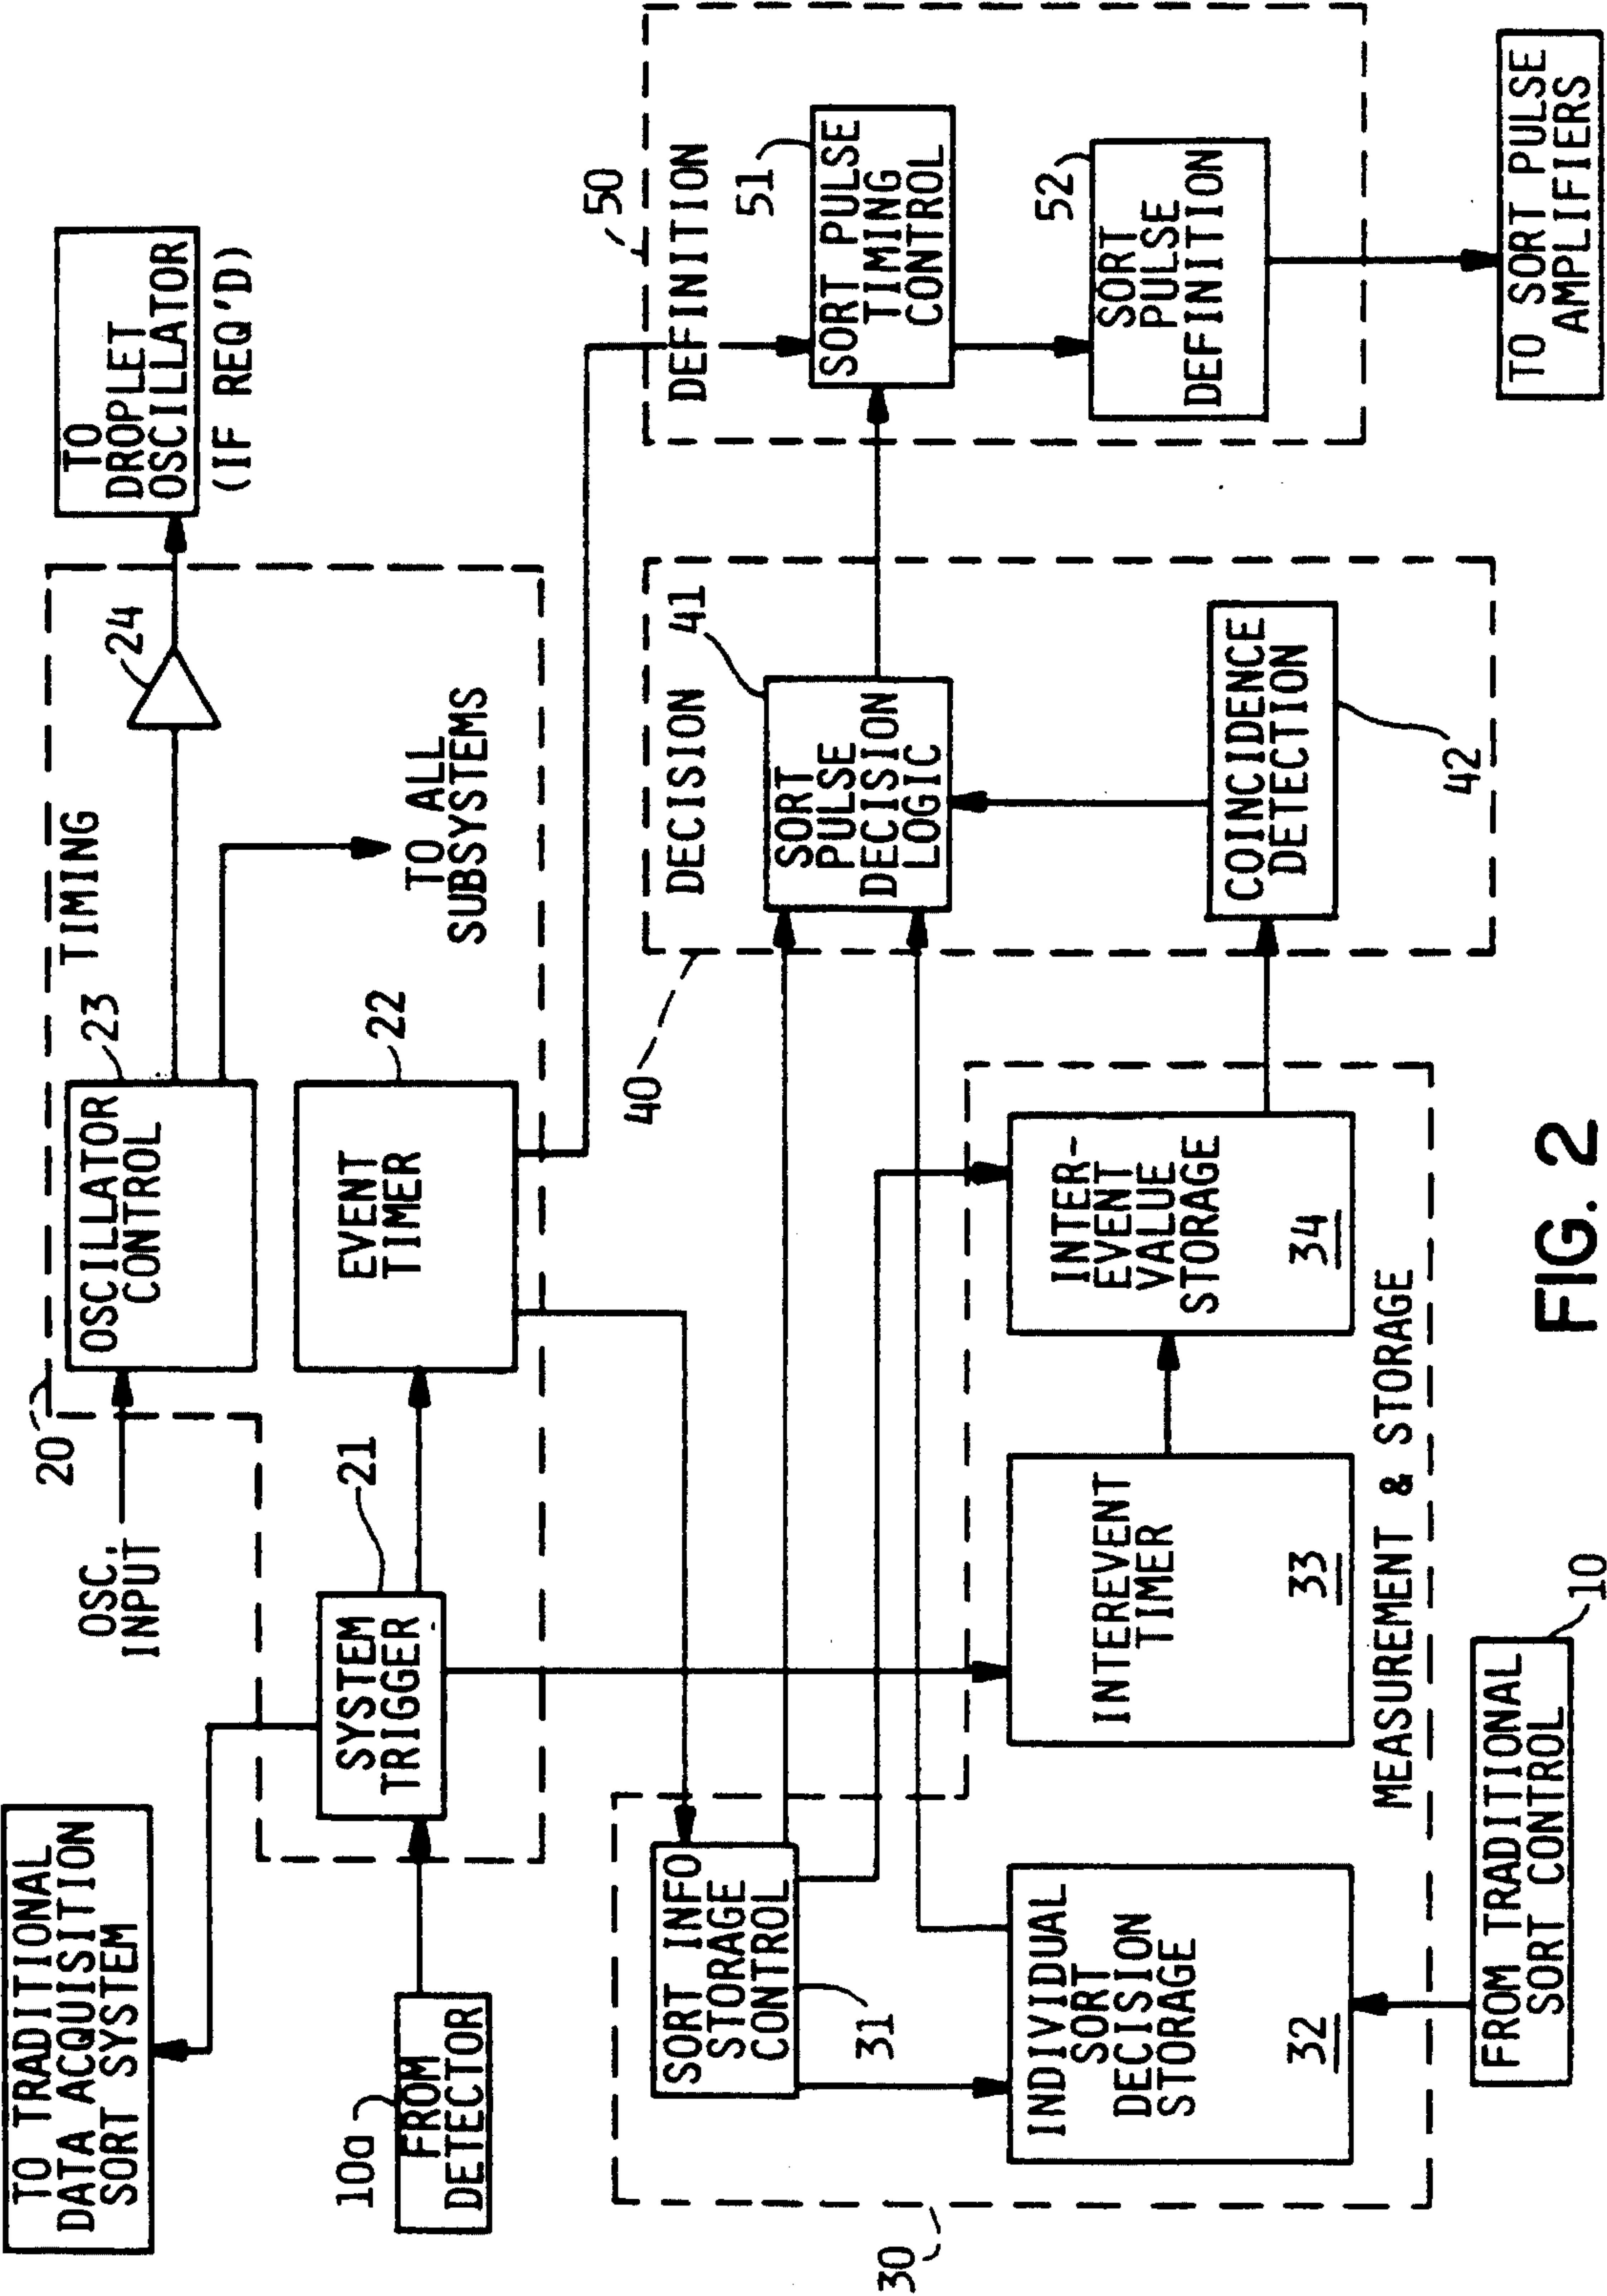 TO TRADITIONAL
DATA ACQUISITION
SORT SYSTEM
10a
FROM
DETECTOR
OSC.
INPUT
20
21
SYSTEM
TRIGGER
TIMING
23
OSCILLATOR
CONTROL
22
EVENT
TIMER
24
TO ALL
SUBSYSTEMS
TO
DROPLET
OSCILLATOR
(IF REQ'D)
30
SORT INFO
STORAGE
CONTROL
31
INDIVIDUAL
SORT
DECISION
STORAGE
32
INTEREVENT
TIMER
33
INTER-
EVENT
VALUE
STORAGE
34
MEASUREMENT & STORAGE
FROM TRADITIONAL
SORT CONTROL
10
40
DECISION
41
SORT
PULSE
DECISION
LOGIC
COINCIDENCE
DETECTION
42
50
DEFINITION
51
SORT PULSE
TIMING
CONTROL
52
SORT
PULSE
DEFINITION
TO SORT PULSE
AMPLIFIERS
FIG. 2